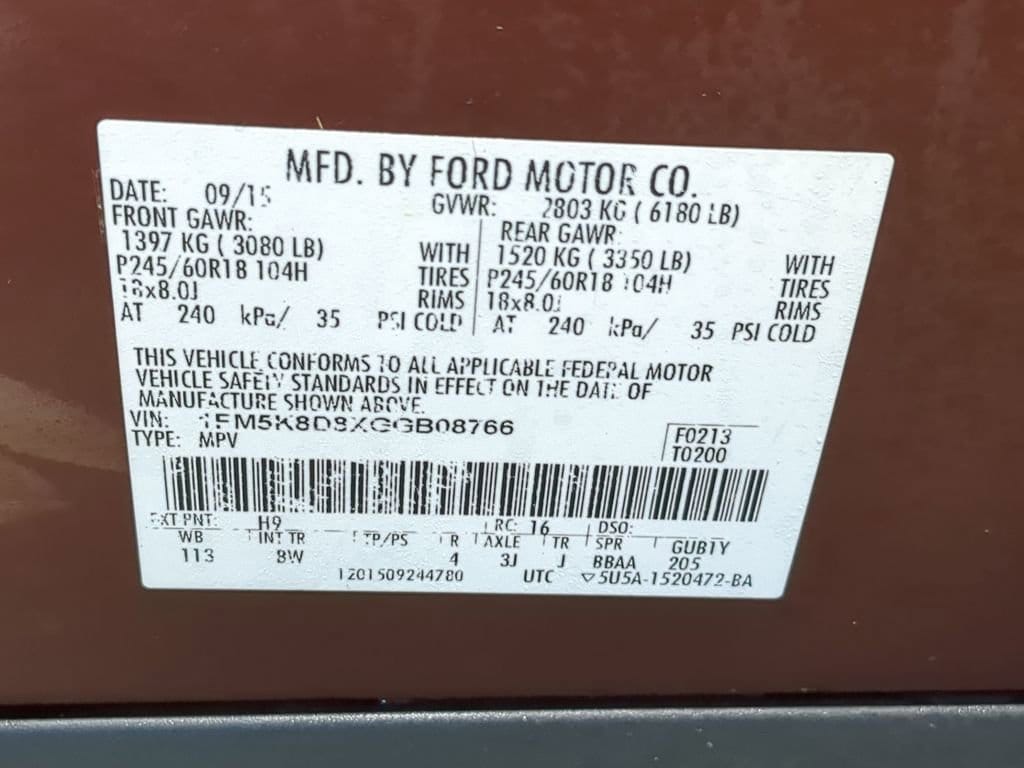 MFD. BY FORD MOTOR CO.
DATE: 09/15 GVWR: 2803 KG ( 6180 LB)
FRONT GAWR: REAR GAWR:
1397 KG ( 3080 LB) WITH 1520 KG ( 3350 LB) WITH
P245/60R18 104H TIRES P245/60R18 104H TIRES
18x8.0J RIMS 18x8.0J RIMS
AT 240 kPa/ 35 PSI COLD AT 240 kPa/ 35 PSI COLD
THIS VEHICLE CONFORMS TO ALL APPLICABLE FEDERAL MOTOR
VEHICLE SAFETY STANDARDS IN EFFECT ON THE DATE OF
MANUFACTURE SHOWN ABOVE.
VIN: 1FM5K8D8XGGB08766
TYPE: MPV
F0213
T0200
EXT PNT: H9 RC: 16 DSO:
WB INT TR TP/PS R AXLE TR SPR GUB1Y
113 8W 4 3J J BBAA 205
1201509244780 UTC ▽5U5A-1520472-BA